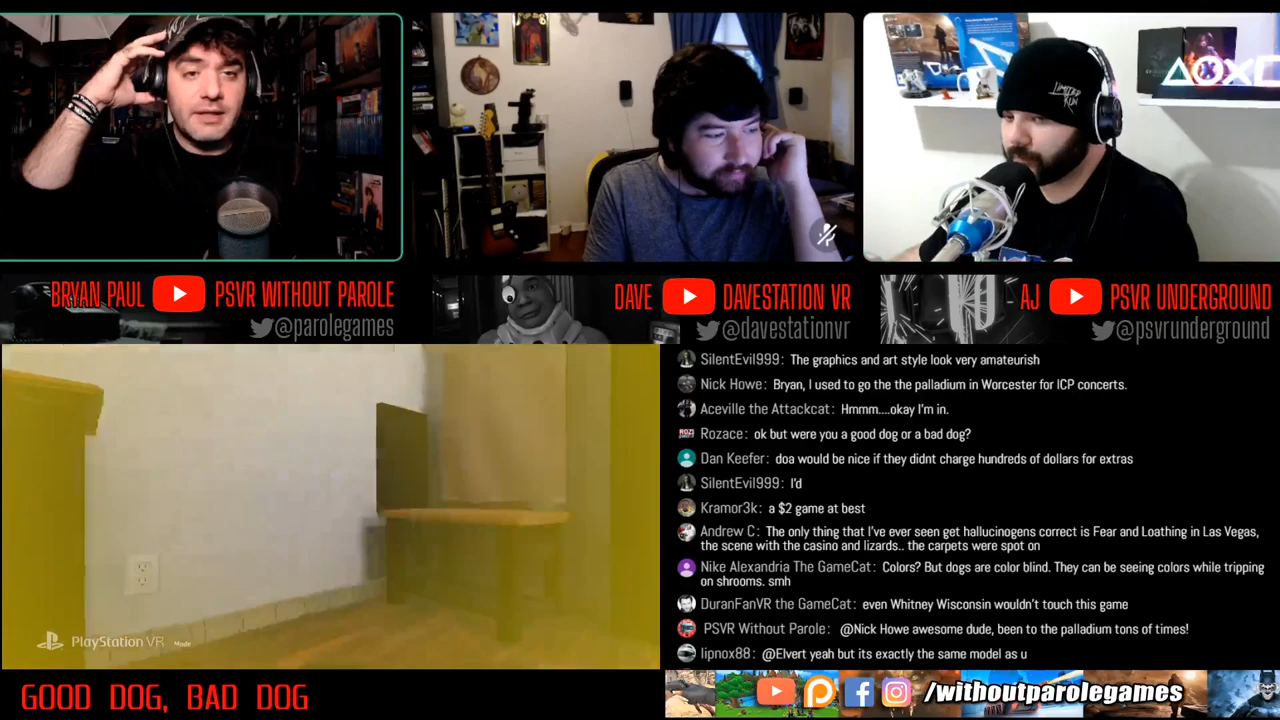 LIMITED
RUN
BRYAN PAUL PSVR WITHOUT PAROLE
@parolegames
DAVE DAVESTATION VR
@davestationvr
AJ PSVR UNDERGROUND
@psvrunderground
SilentEvil999: The graphics and art style look very amateurish
Nick Howe: Bryan, I used to go the the palladium in Worcester for ICP concerts.
Aceville the Attackcat: Hmmm....okay I'm in.
Rozace: ok but were you a good dog or a bad dog?
Dan Keefer: doa would be nice if they didnt charge hundreds of dollars for extras
SilentEvil999: I'd
Kramor3k: a $2 game at best
Andrew C: The only thing that I've ever seen get hallucinogens correct is Fear and Loathing in Las Vegas,
the scene with the casino and lizards.. the carpets were spot on
Nike Alexandria The GameCat: Colors? But dogs are color blind. They can be seeing colors while tripping
on shrooms. smh
DuranFanVR the GameCat: even Whitney Wisconsin wouldn't touch this game
PSVR Without Parole: @Nick Howe awesome dude, been to the palladium tons of times!
lipnox88: @Elvert yeah but its exactly the same model as u
PlayStation VR Mode
GOOD DOG, BAD DOG
/withoutparolegames